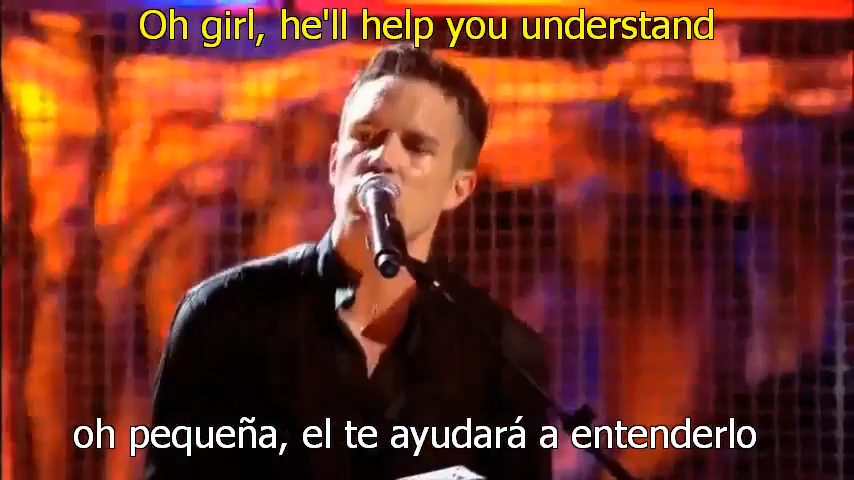 Oh girl, he'll help you understand
oh pequeña, el te ayudará a entenderlo